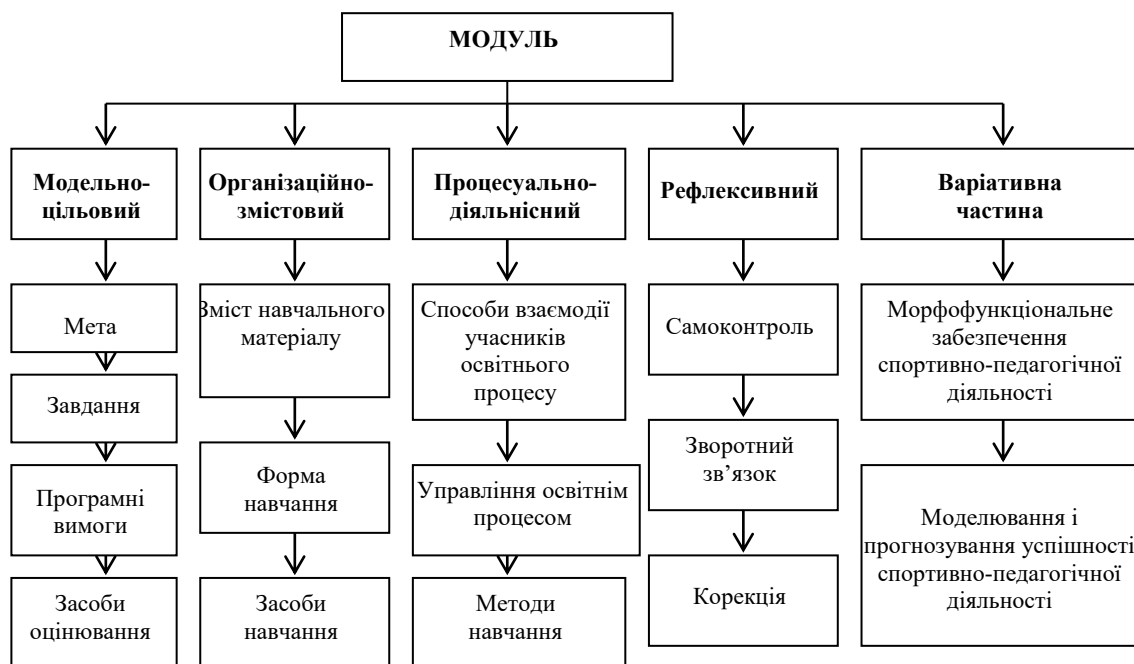 МОДУЛЬ
Модельно-
цільовий
Організаційно-
змістовий
Процесуально-
діяльнісний
Рефлексивний
Варіативна
частина
Мета
Завдання
Програмні
вимоги
Засоби
оцінювання
Зміст навчального
матеріалу
Форма
навчання
Засоби
навчання
Способи взаємодії
учасників
освітнього
процесу
Управління освітнім
процесом
Методи
навчання
Самоконтроль
Зворотний
зв’язок
Корекція
Морфофункціональне
забезпечення
спортивно-педагогічної
діяльності
Моделювання і
прогнозування успішності
спортивно-педагогічної
діяльності